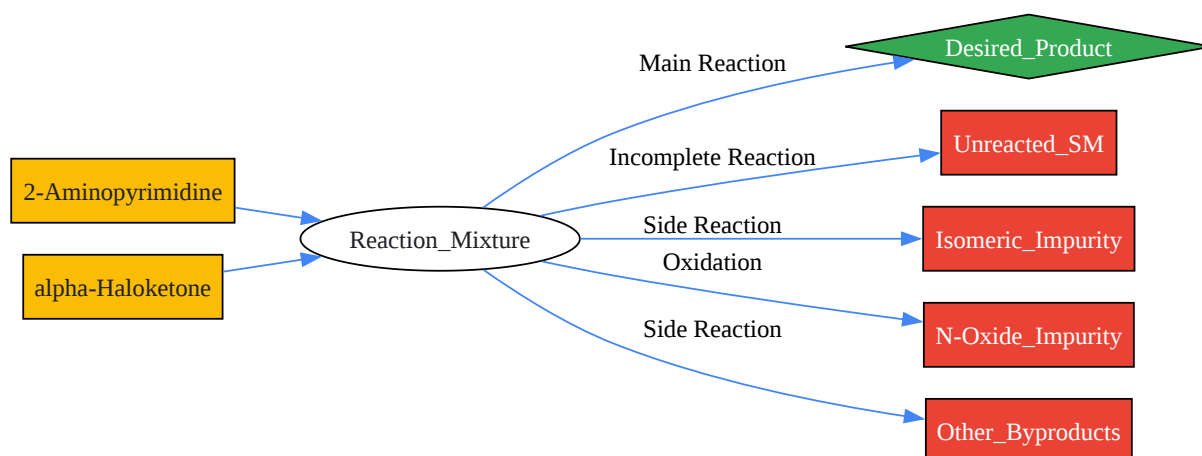 2-Aminopyrimidine
alpha-Haloketone
Reaction_Mixture
Main Reaction
Incomplete Reaction
Side Reaction
Oxidation
Side Reaction
Desired_Product
Unreacted_SM
Isomeric_Impurity
N-Oxide_Impurity
Other_Byproducts